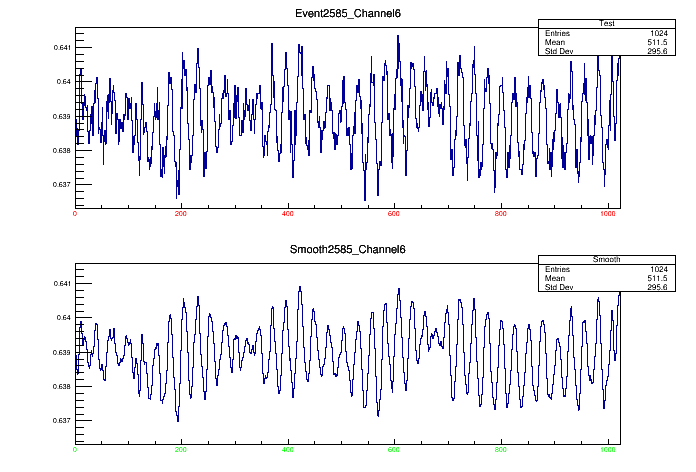 Event2585_Channel6
Test
Entries 1024
Mean 511.5
Std Dev 295.6
0.641
0.64
0.639
0.638
0.637
0 200 400 600 800 1000
Smooth2585_Channel6
Smooth
Entries 1024
Mean 511.5
Std Dev 295.6
0.641
0.64
0.639
0.638
0.637
0 200 400 600 800 1000